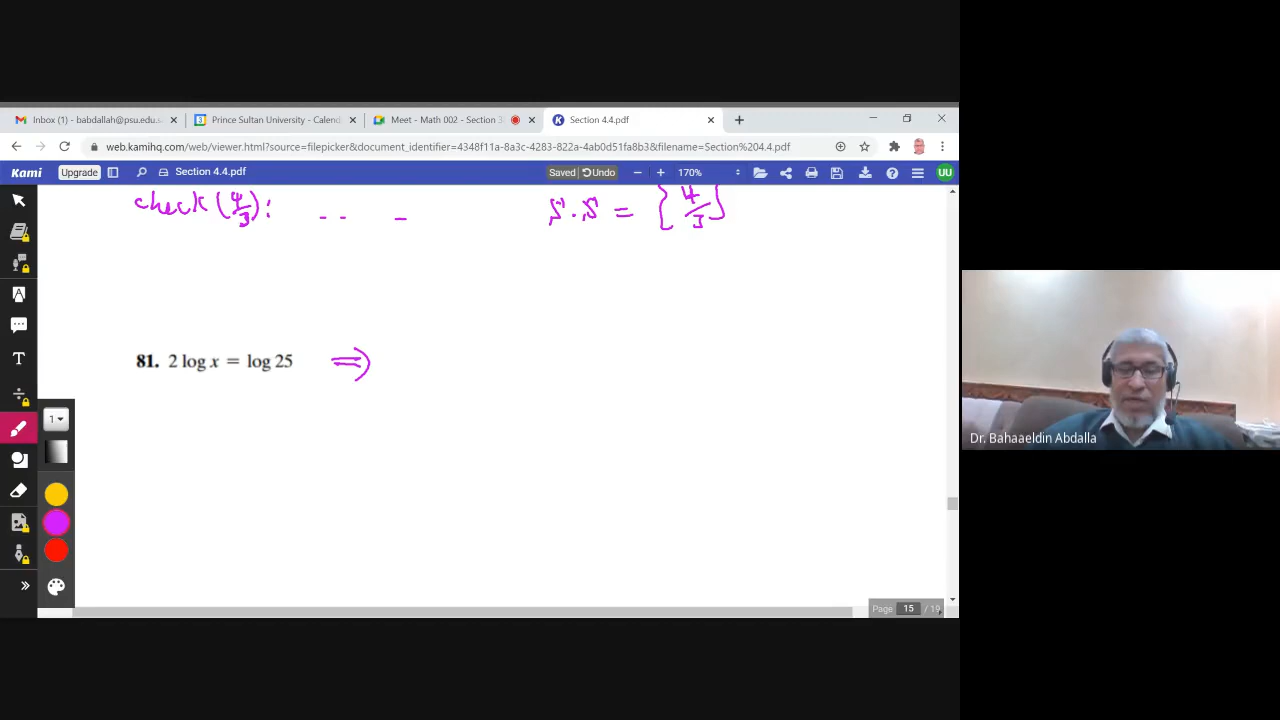 Inbox (1) - babdallah@psu.edu.s
Prince Sultan University - Calend
Meet - Math 002 - Section 3
Section 4.4.pdf
web.kamihq.com/web/viewer.html?source=filepicker&document_identifier=4348f11a-8a3c-4283-822a-4ab0d51fa8b3&filename=Section%204.4.pdf
Kami Upgrade Section 4.4.pdf Saved Undo 170% UU
check (4/3): -- - S.S = {4/3}
81. 2 log x = log 25 ⇒
1
Page 15 / 19
Dr. Bahaaeldin Abdalla